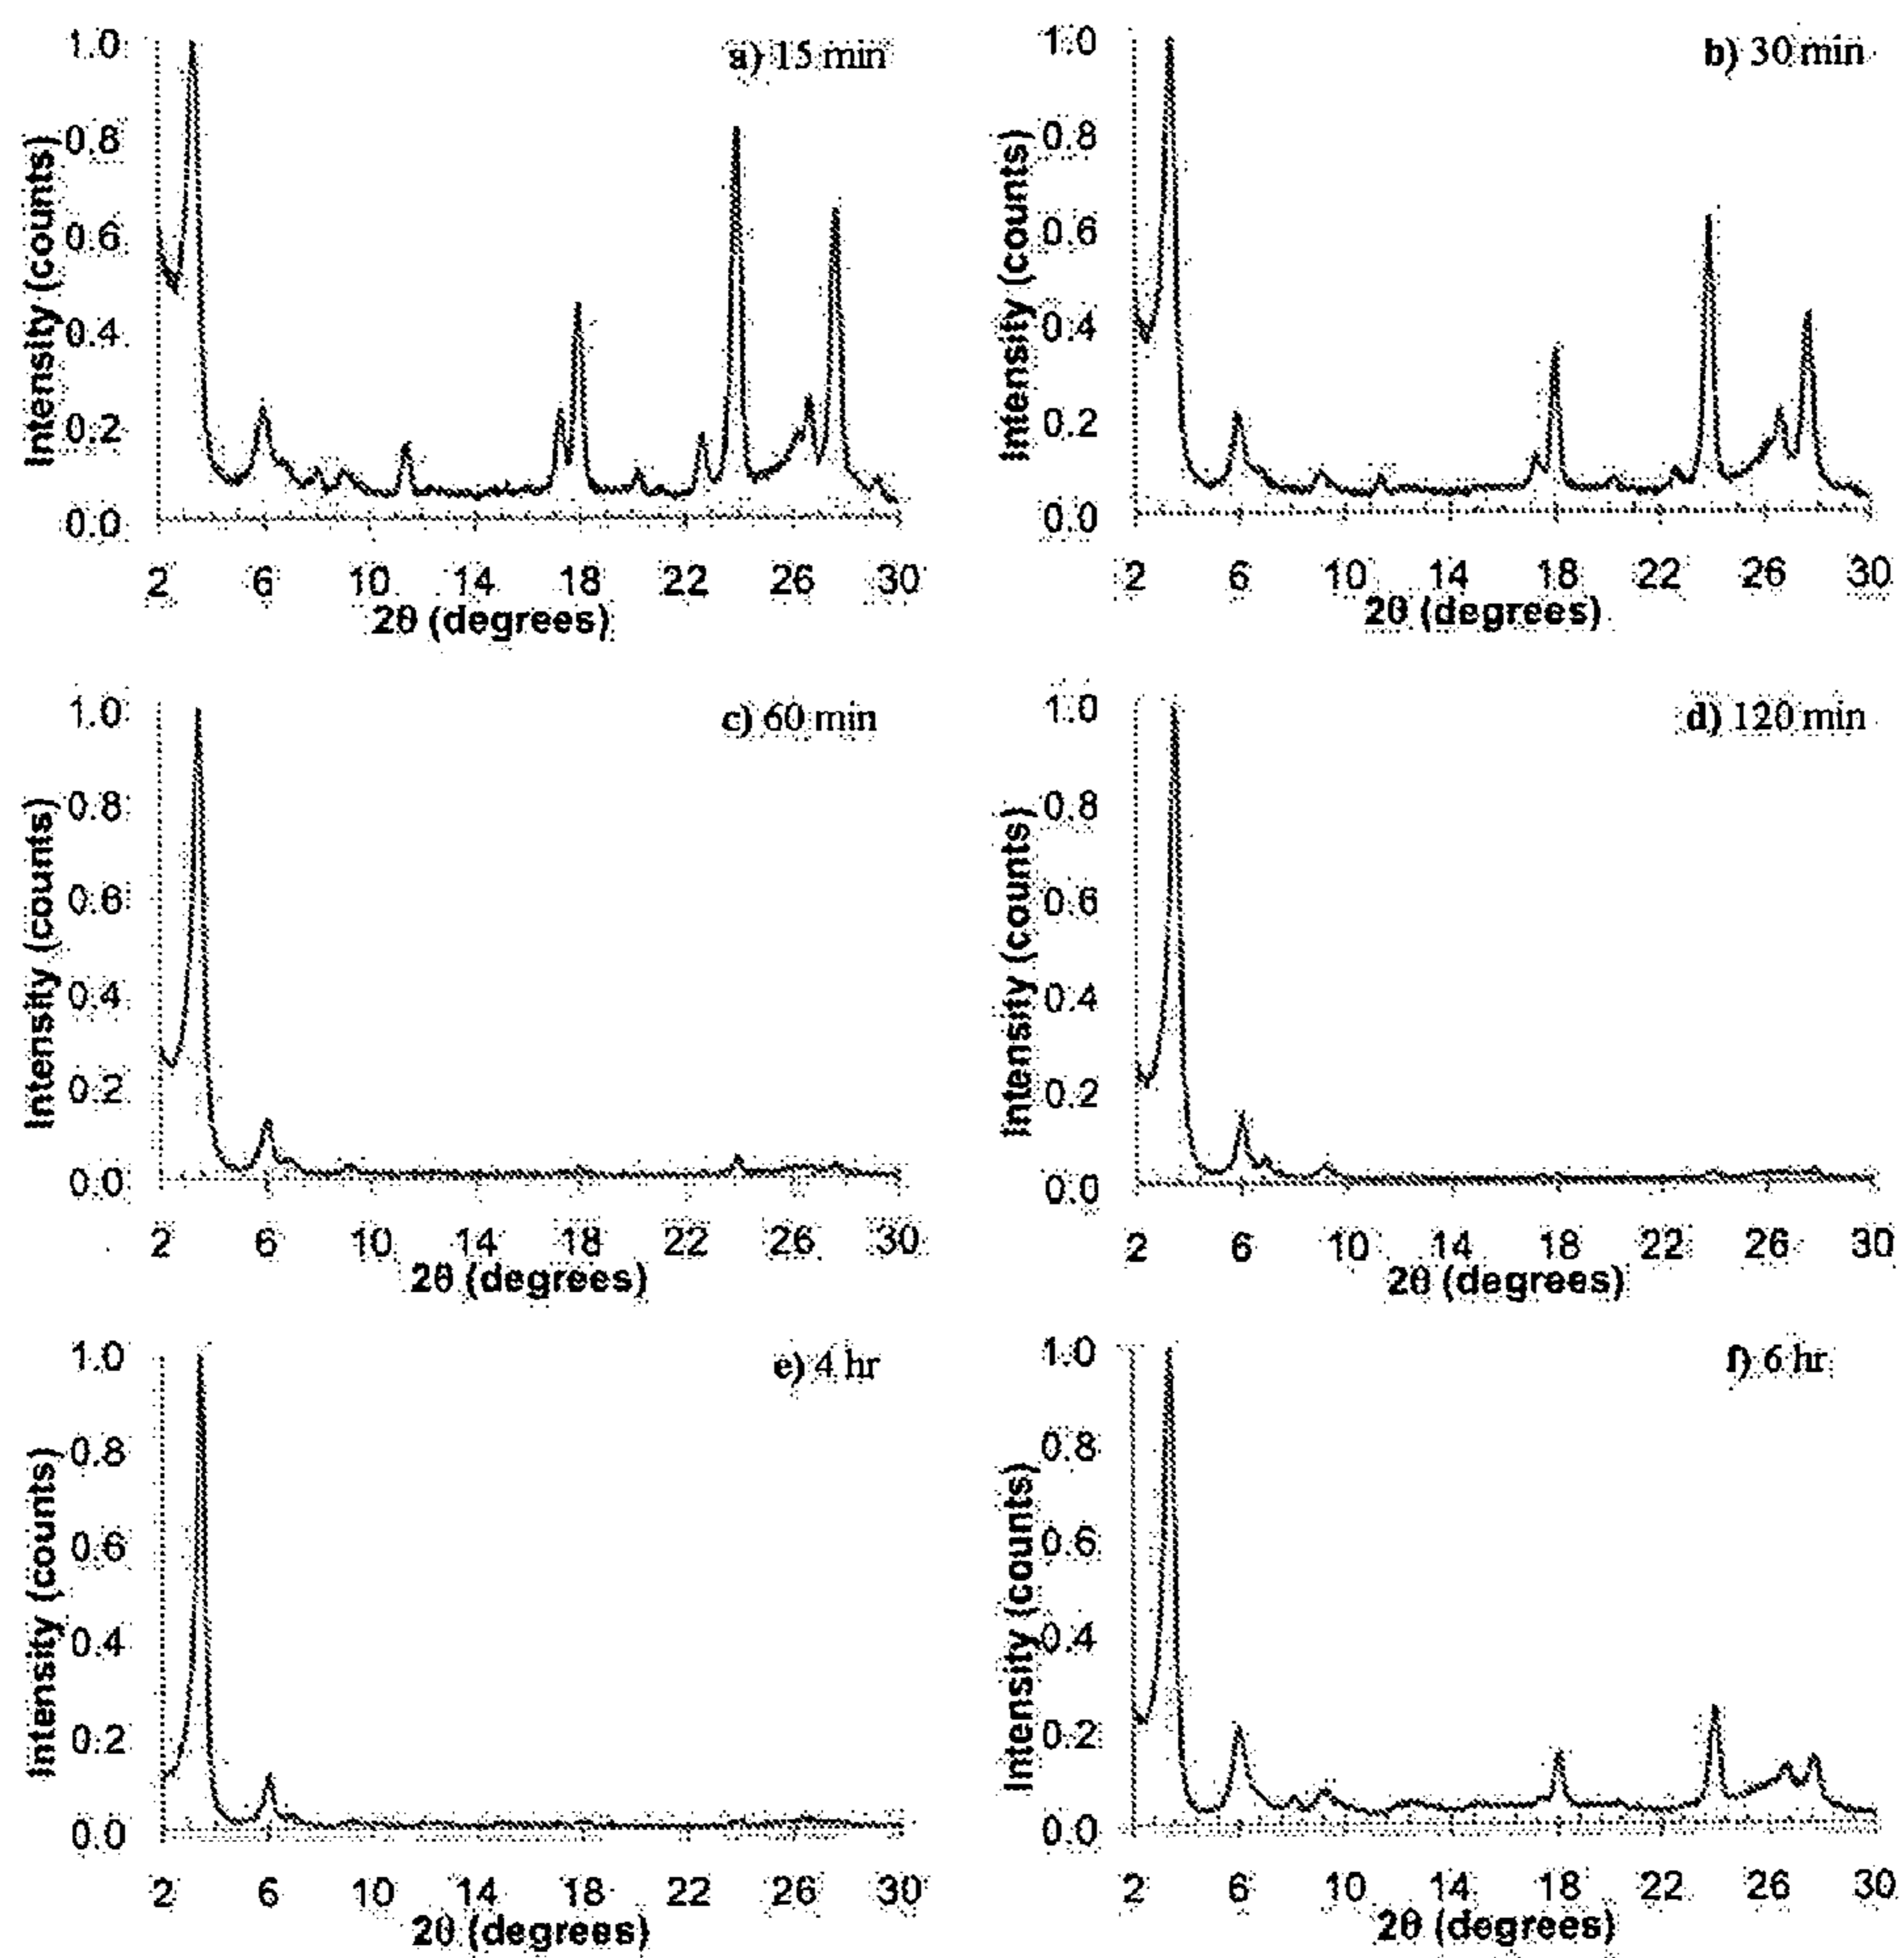 a) 15 min
Intensity (counts)
1.0
0.8
0.6
0.4
0.2
0.0
2 6 10 14 18 22 26 30
2θ (degrees)
b) 30 min
Intensity (counts)
1.0
0.8
0.6
0.4
0.2
0.0
2 6 10 14 18 22 26 30
2θ (degrees)
c) 60 min
Intensity (counts)
1.0
0.8
0.6
0.4
0.2
0.0
2 6 10 14 18 22 26 30
2θ (degrees)
d) 120 min
Intensity (counts)
1.0
0.8
0.6
0.4
0.2
0.0
2 6 10 14 18 22 26 30
2θ (degrees)
e) 4 hr
Intensity (counts)
1.0
0.8
0.6
0.4
0.2
0.0
2 6 10 14 18 22 26 30
2θ (degrees)
f) 6 hr
Intensity (counts)
1.0
0.8
0.6
0.4
0.2
0.0
2 6 10 14 18 22 26 30
2θ (degrees)